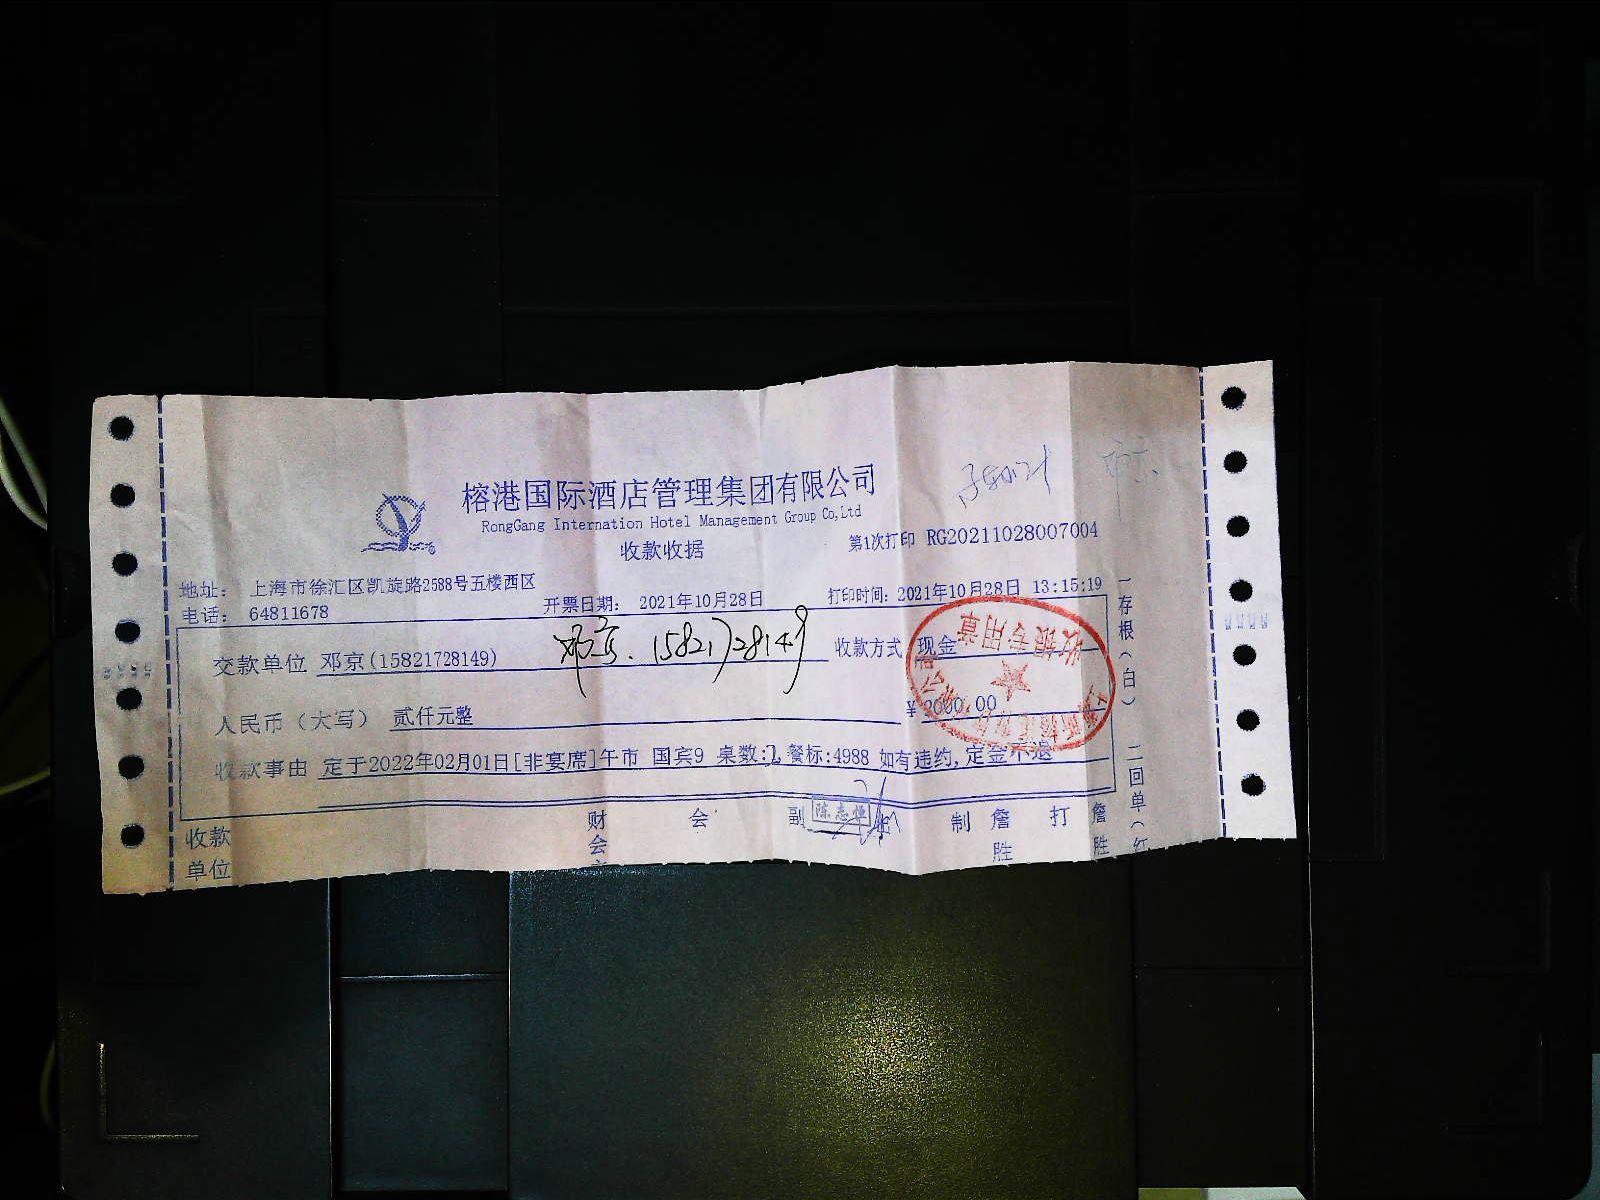 榕港国际酒店管理集团有限公司
RongGang Internation Hotel Management Group Co,Ltd
收款收据
第1次打印 RG20211028007004
地址： 上海市徐汇区凯旋路2588号五楼西区
电话： 64811678
开票日期： 2021年10月28日
打印时间：2021年10月28日 13:15:19
交款单位 邓京(15821728149)
邓京. 15821728149
收款方式 现金
人民币（大写） 贰仟元整
￥2000.00
收款事由 定于2022年02月01日[非宴席]午市 国宾9 桌数:2 餐标:4988 如有违约,定金不退
收银专用章
收款
单位
财会
会
副
制
詹胜
打
詹胜
一存根（白） 二回单（红